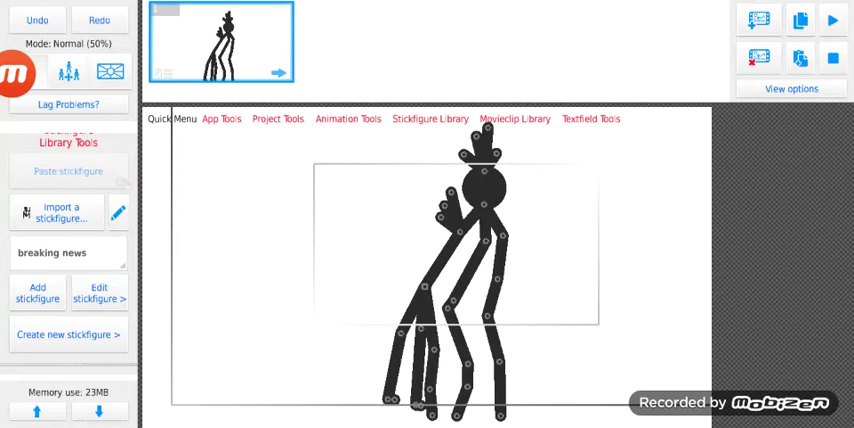 Undo
Redo
Mode: Normal (50%)
Lag Problems?
Library Tools
Paste stickfigure
Import a
stickfigure...
breaking news
Add
stickfigure
Edit
stickfigure >
Create new stickfigure >
Memory use: 23MB
1
View options
Quick Menu App Tools Project Tools Animation Tools Stickfigure Library Movieclip Library Textfield Tools
Recorded by Mobizen